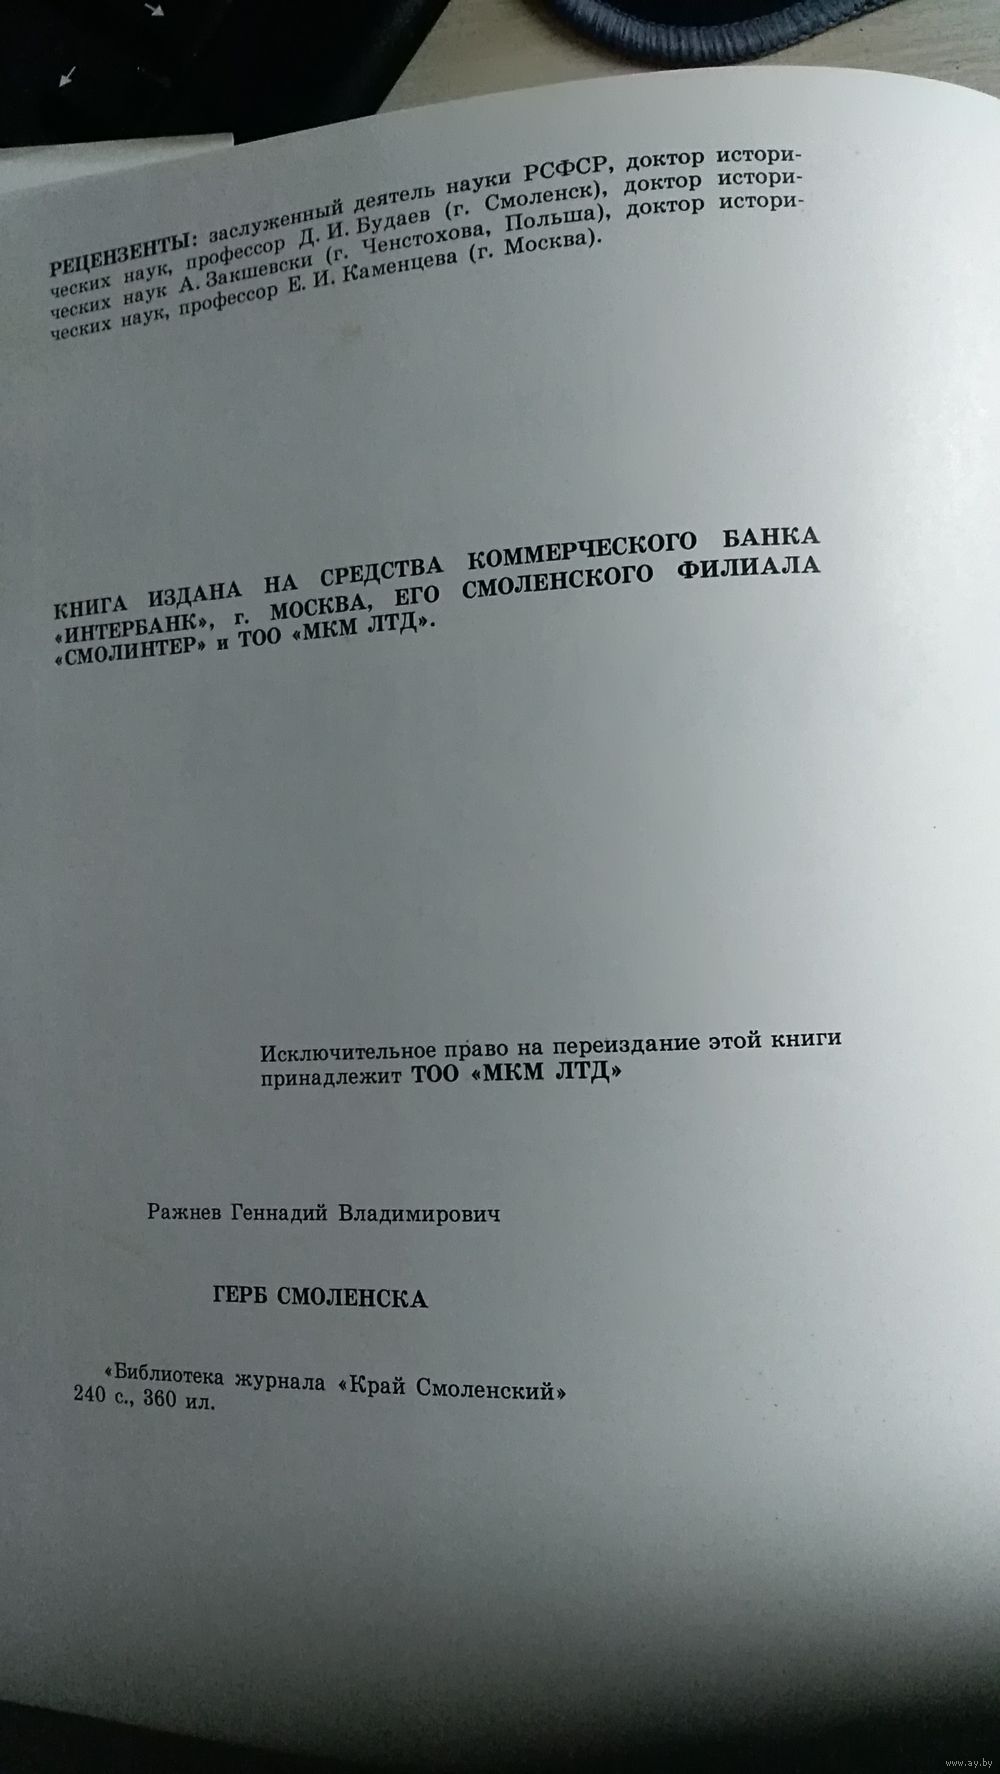 РЕЦЕНЗЕНТЫ: заслуженный деятель науки РСФСР, доктор истори-
ческих наук, профессор Д. И. Будаев (г. Смоленск), доктор истори-
ческих наук А. Закшевски (г. Ченстохова, Польша), доктор истори-
ческих наук, профессор Е. И. Каменцева (г. Москва).
КНИГА ИЗДАНА НА СРЕДСТВА КОММЕРЧЕСКОГО БАНКА
«ИНТЕРБАНК», г. МОСКВА, ЕГО СМОЛЕНСКОГО ФИЛИАЛА
«СМОЛИНТЕР» и ТОО «МКМ ЛТД».
Исключительное право на переиздание этой книги
принадлежит ТОО «МКМ ЛТД»
Ражнев Геннадий Владимирович
ГЕРБ СМОЛЕНСКА
«Библиотека журнала «Край Смоленский»
240 с., 360 ил.
www.ay.by